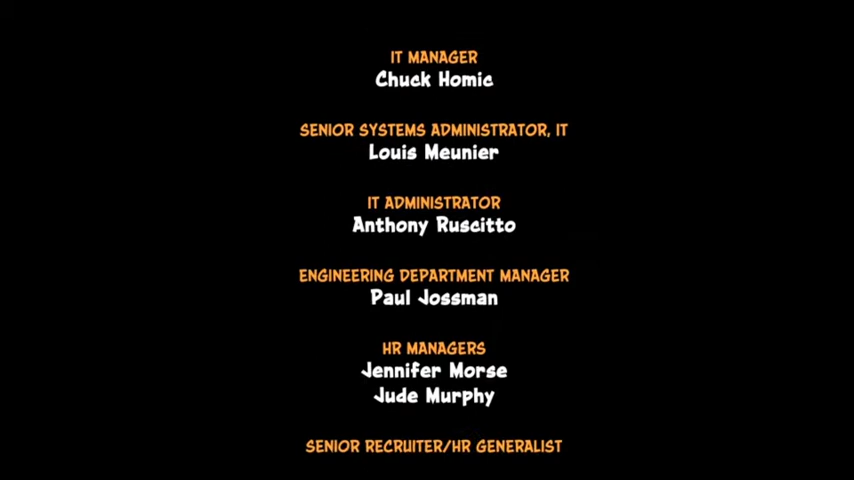 IT MANAGER
Chuck Homic
SENIOR SYSTEMS ADMINISTRATOR, IT
Louis Meunier
IT ADMINISTRATOR
Anthony Ruscitto
ENGINEERING DEPARTMENT MANAGER
Paul Jossman
HR MANAGERS
Jennifer Morse
Jude Murphy
SENIOR RECRUITER/HR GENERALIST